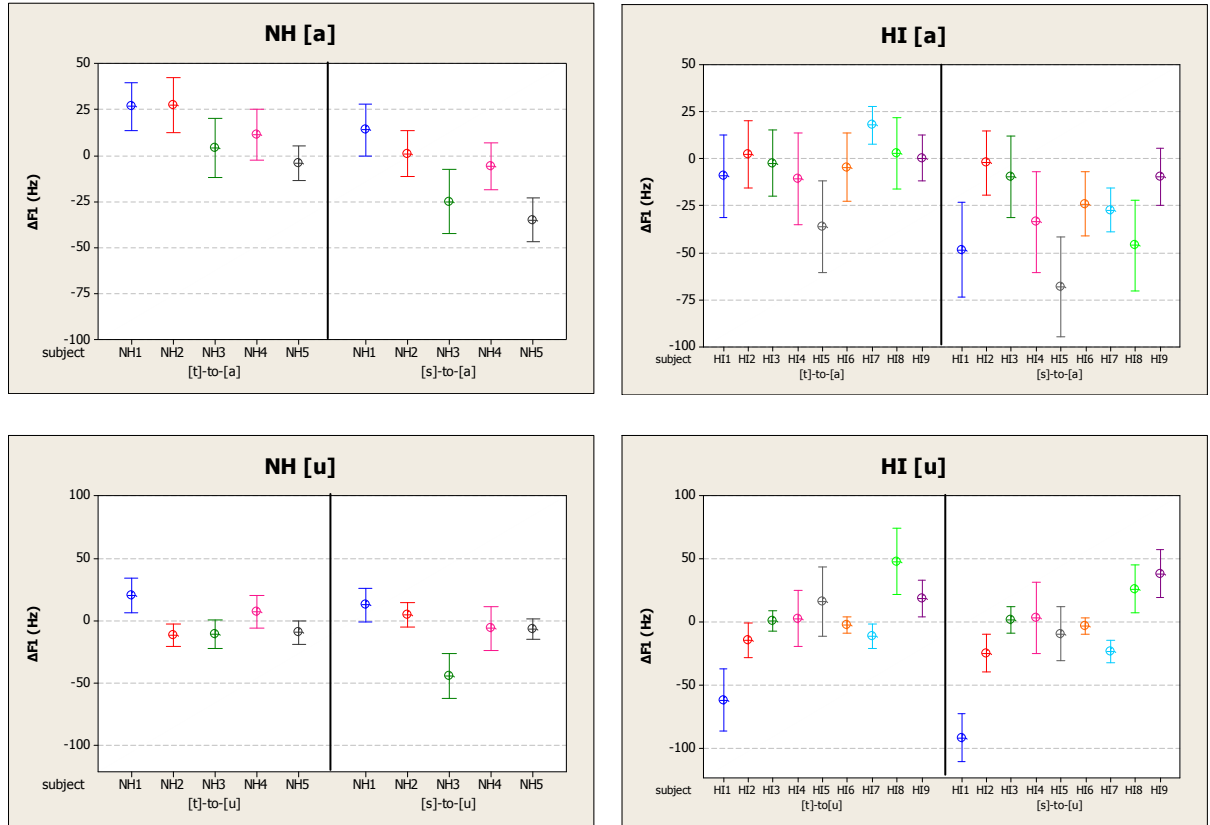 NH [a]
50
25
0
-25
-50
-75
-100
ΔF1 (Hz)
subject NH1 NH2 NH3 NH4 NH5 NH1 NH2 NH3 NH4 NH5
[t]-to-[a] [s]-to-[a]
HI [a]
50
25
0
-25
-50
-75
-100
ΔF1 (Hz)
subject HI1 HI2 HI3 HI4 HI5 HI6 HI7 HI8 HI9 HI1 HI2 HI3 HI4 HI5 HI6 HI7 HI8 HI9
[t]-to-[a] [s]-to-[a]
NH [u]
100
50
0
-50
-100
ΔF1 (Hz)
subject NH1 NH2 NH3 NH4 NH5 NH1 NH2 NH3 NH4 NH5
[t]-to-[u] [s]-to-[u]
HI [u]
100
50
0
-50
-100
ΔF1 (Hz)
subject HI1 HI2 HI3 HI4 HI5 HI6 HI7 HI8 HI9 HI1 HI2 HI3 HI4 HI5 HI6 HI7 HI8 HI9
[t]-to[u] [s]-to-[u]